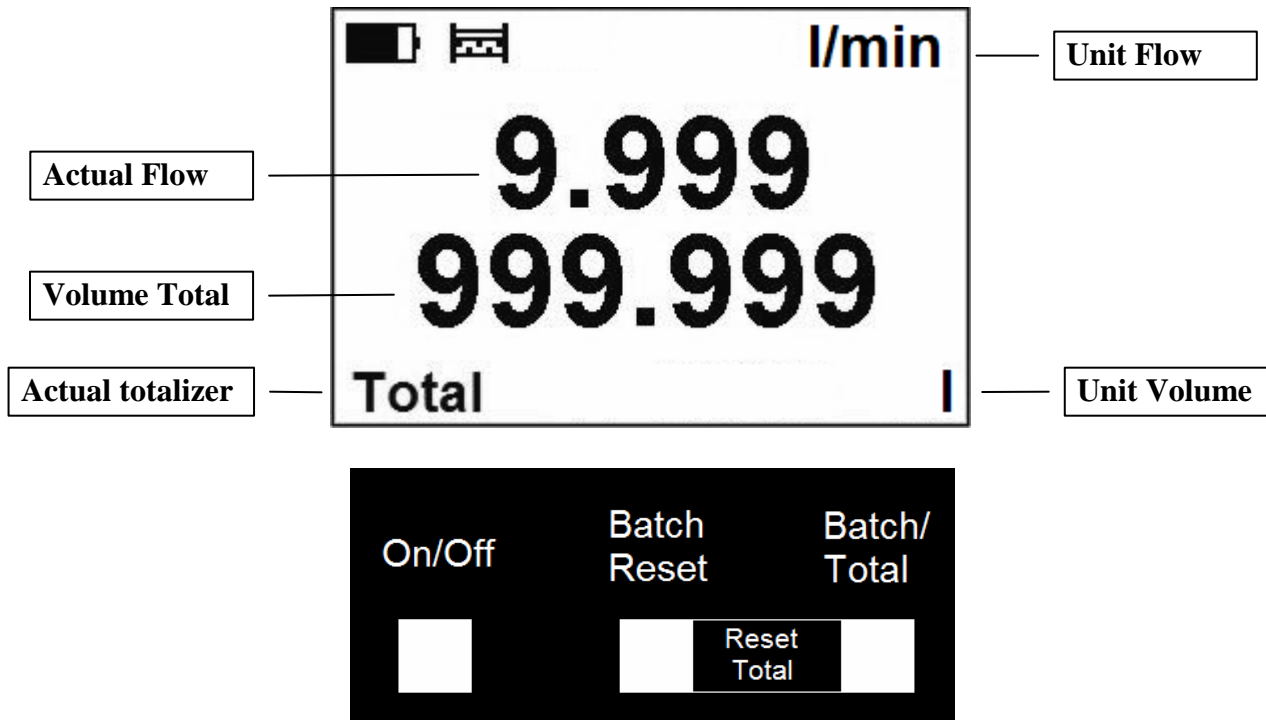 l/min
Unit Flow
9.999
Actual Flow
999.999
Volume Total
Actual totalizer
Total
l
Unit Volume
On/Off
Batch
Reset
Batch/
Total
Reset
Total